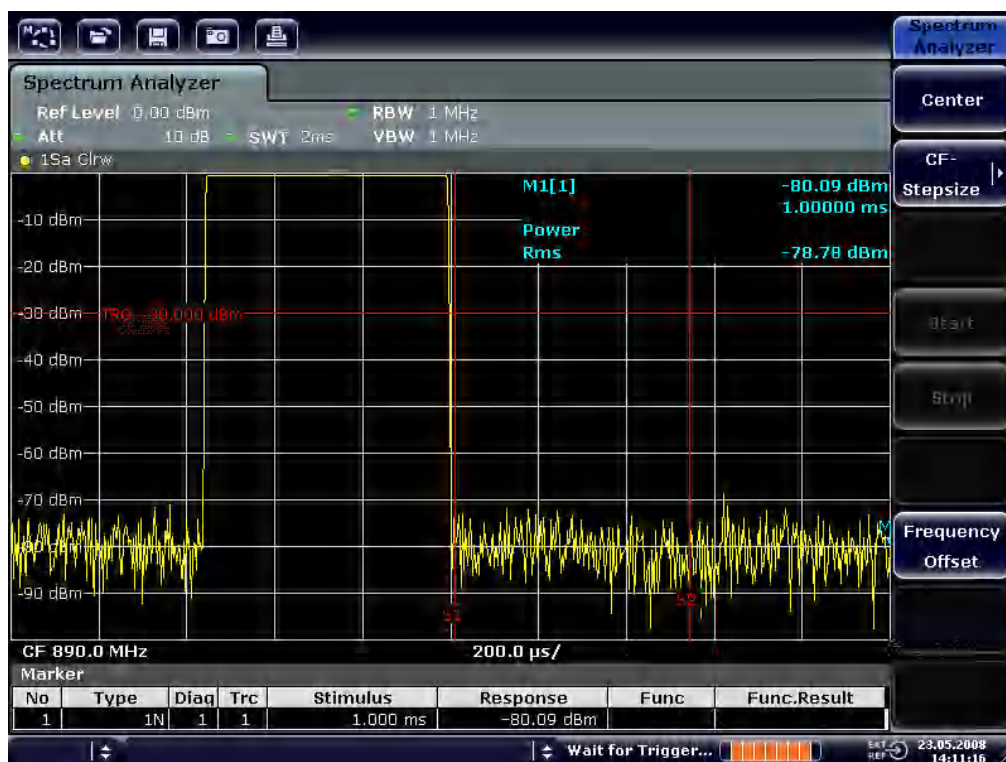 Spectrum Analyzer
Spectrum Analyzer
Ref Level 0.00 dBm RBW 1 MHz
Att 10 dB SWT 2ms VBW 1 MHz
1Sa Clrw
M1[1] -80.09 dBm
1.00000 ms
Power
Rms -78.78 dBm
-10 dBm
-20 dBm
-30 dBm TRG -30.000 dBm
-40 dBm
-50 dBm
-60 dBm
-70 dBm
-80 dBm
-90 dBm
S1
S2
CF 890.0 MHz 200.0 µs/
Marker
No Type Diag Trc Stimulus Response Func Func.Result
1 1N 1 1 1.000 ms -80.09 dBm
Wait for Trigger...
EXT REF
23.05.2008
14:11:16
Center
CF-
Stepsize
Start
Stop
Frequency
Offset